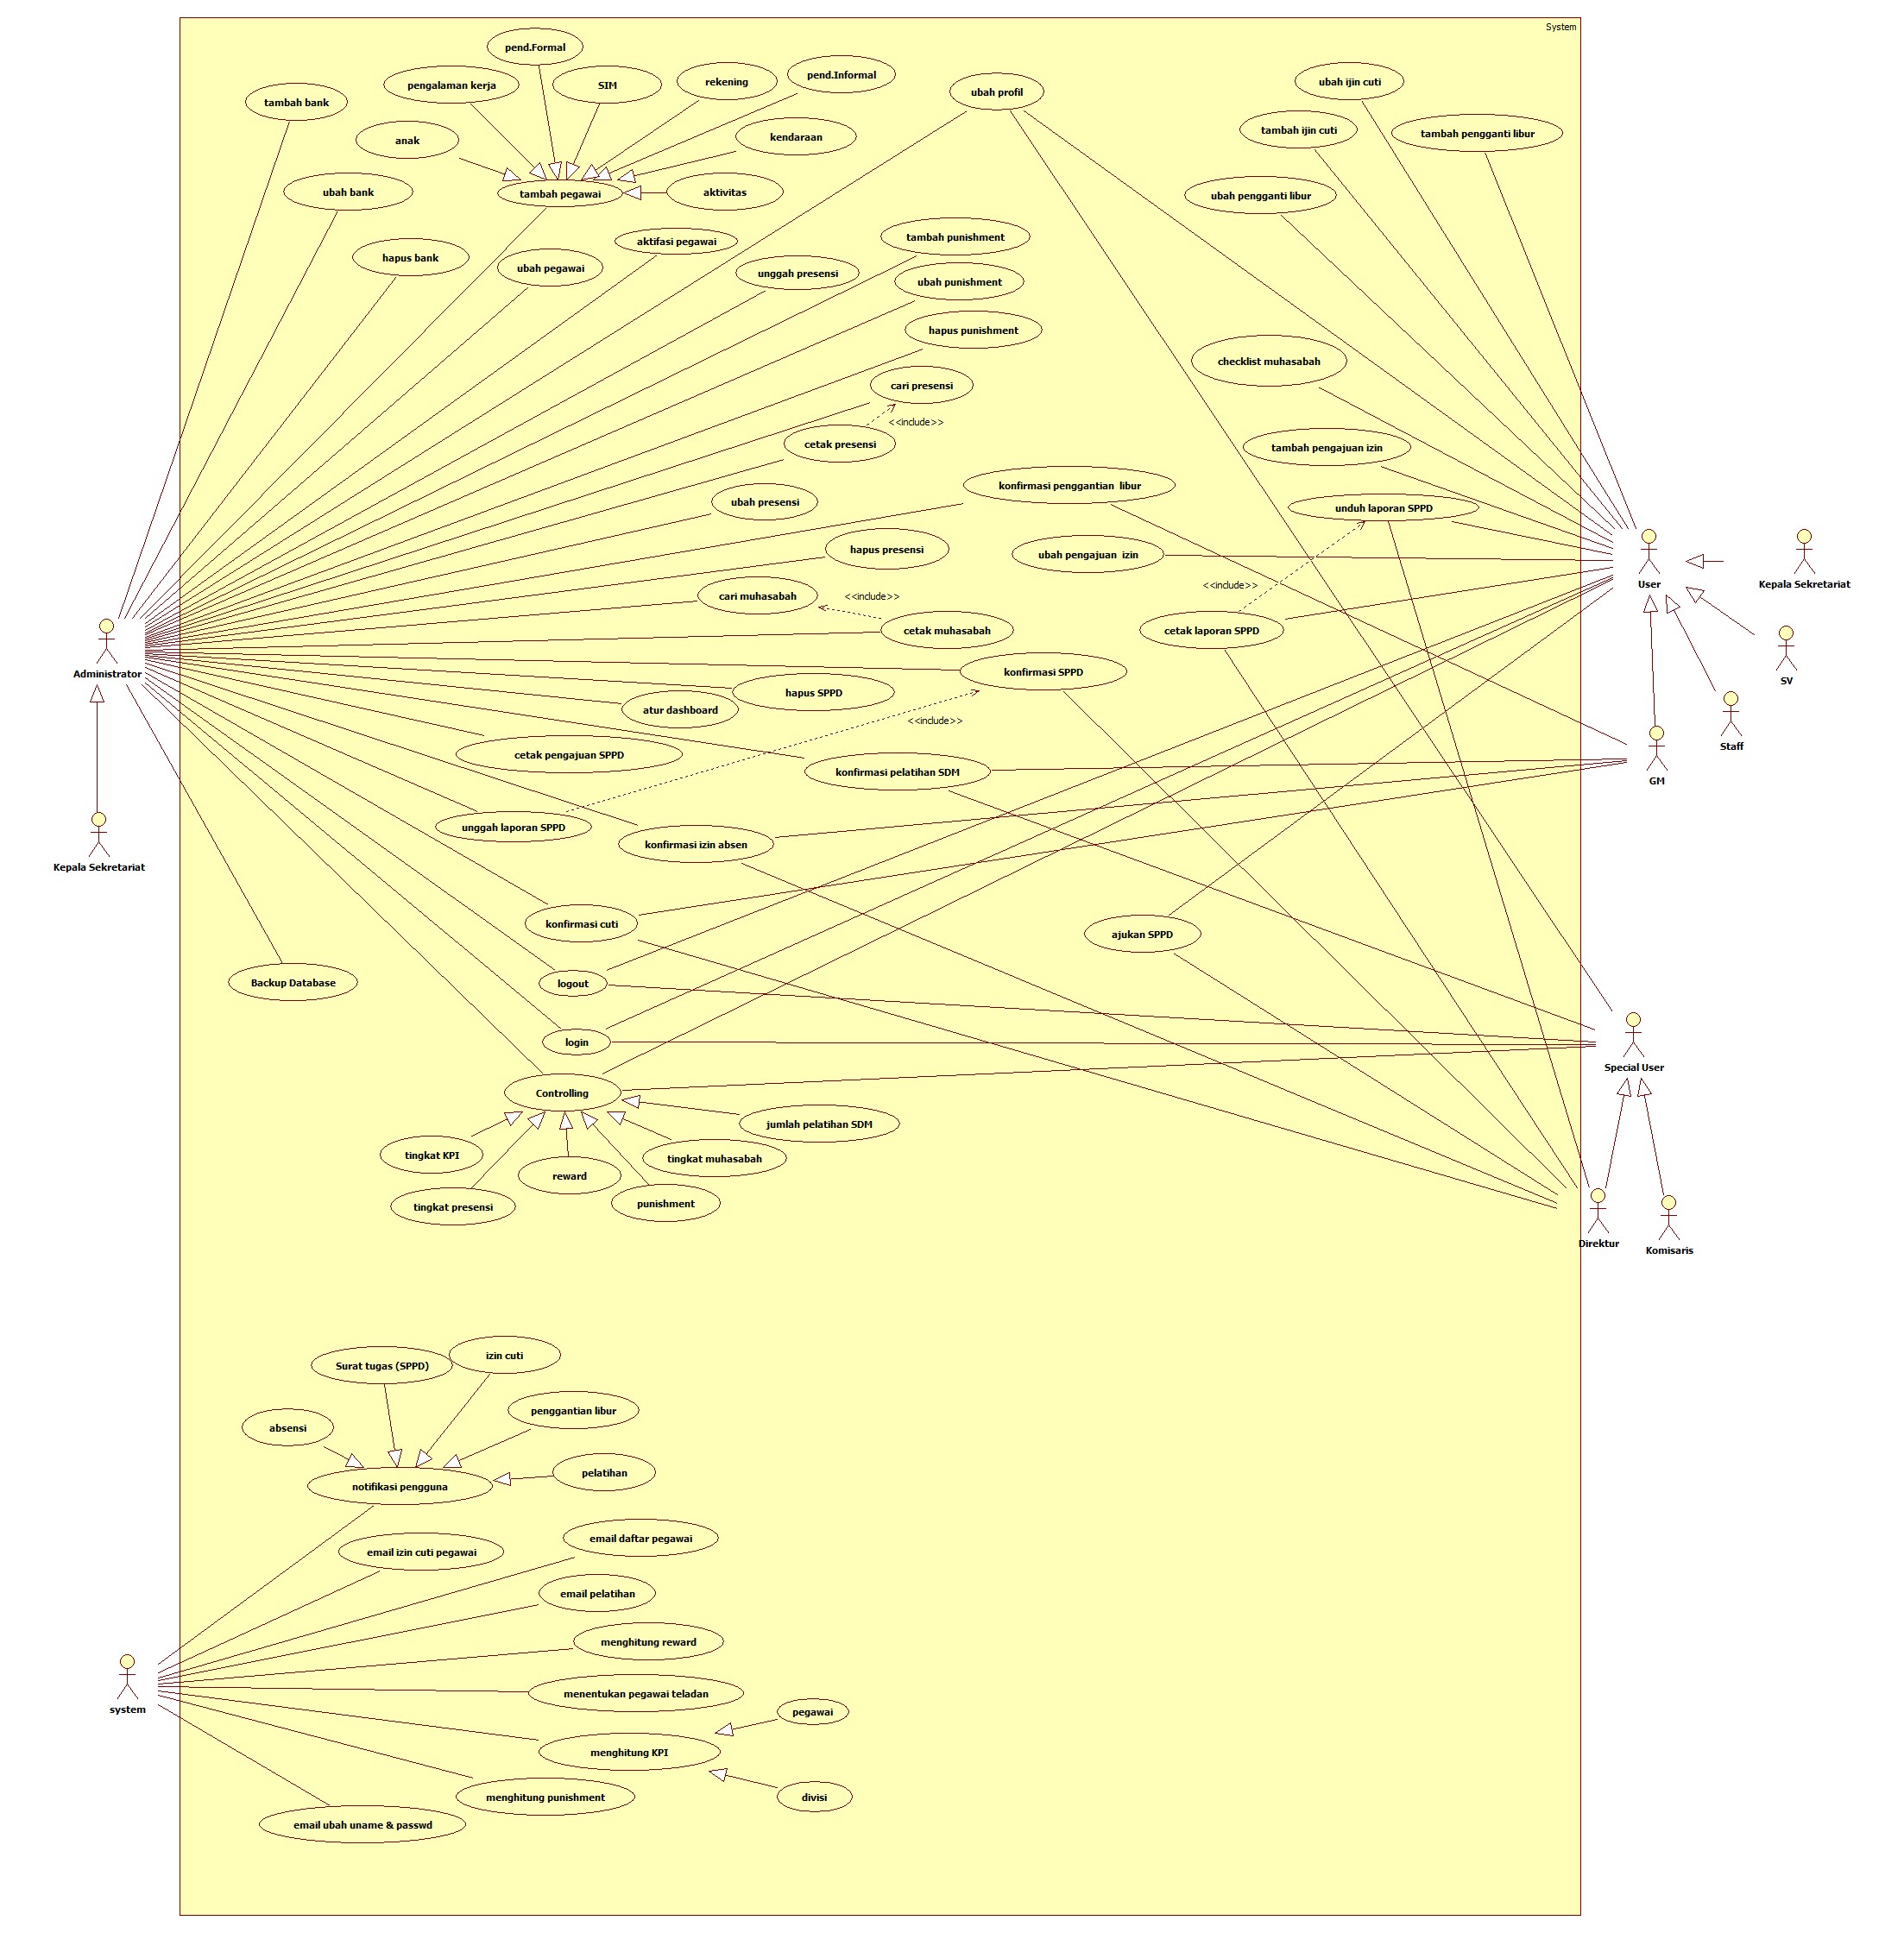 System
pend.Formal
pengalaman kerja
SIM
rekening
pend.Informal
tambah bank
ubah profil
ubah ijin cuti
anak
kendaraan
tambah ijin cuti
tambah pengganti libur
ubah bank
tambah pegawai
aktivitas
ubah pengganti libur
hapus bank
ubah pegawai
aktifasi pegawai
tambah punishment
unggah presensi
ubah punishment
hapus punishment
checklist muhasabah
cari presensi
<<include>>
cetak presensi
tambah pengajuan izin
konfirmasi penggantian  libur
ubah presensi
unduh laporan SPPD
hapus presensi
ubah pengajuan  izin
User
Kepala Sekretariat
<<include>>
cari muhasabah
<<include>>
cetak muhasabah
cetak laporan SPPD
Administrator
konfirmasi SPPD
SV
hapus SPPD
atur dashboard
<<include>>
Staff
cetak pengajuan SPPD
konfirmasi pelatihan SDM
GM
unggah laporan SPPD
konfirmasi izin absen
Kepala Sekretariat
konfirmasi cuti
ajukan SPPD
Backup Database
logout
login
Special User
Controlling
jumlah pelatihan SDM
tingkat KPI
tingkat muhasabah
reward
tingkat presensi
punishment
Direktur
Komisaris
Surat tugas (SPPD)
izin cuti
penggantian libur
absensi
pelatihan
notifikasi pengguna
email daftar pegawai
email izin cuti pegawai
email pelatihan
menghitung reward
menentukan pegawai teladan
system
pegawai
menghitung KPI
menghitung punishment
divisi
email ubah uname & passwd